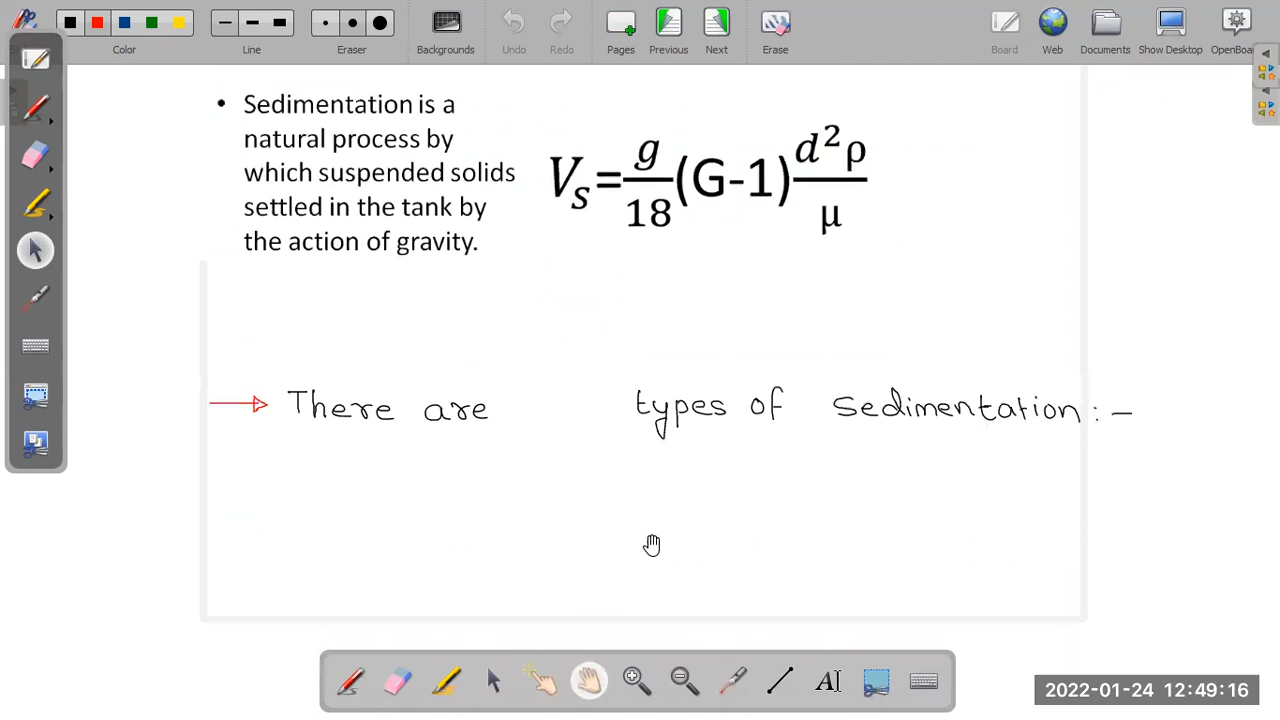 Color
Line
Eraser
Backgrounds
Undo
Redo
Pages
Previous
Next
Erase
Board
Web
Documents
Show Desktop
OpenBoa
• Sedimentation is a
natural process by
which suspended solids
settled in the tank by
the action of gravity.
Vₛ=g/18(G-1)d²ρ/μ
There are types of sedimentation:-
2022-01-24 12:49:16